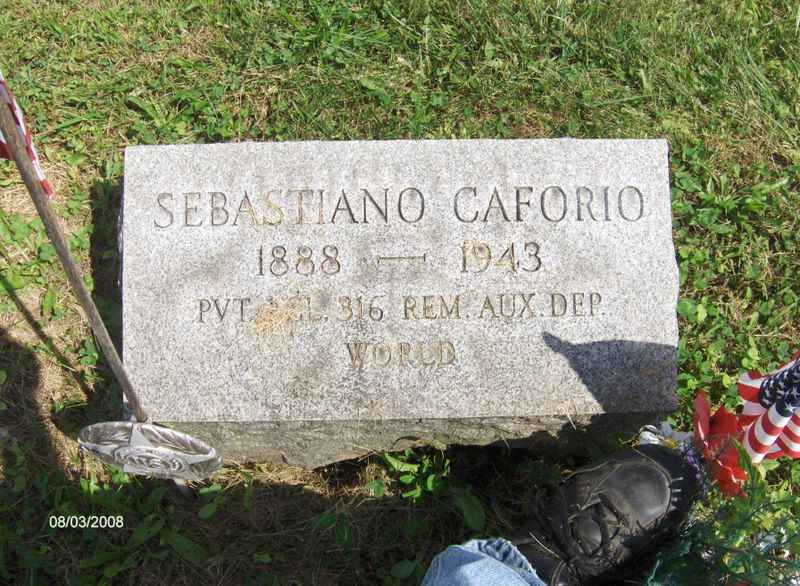 SEBASTIANO CAFORIO
1888 — 1943
PVT. 316 REM. AUX. DEP.
WORLD
08/03/2008